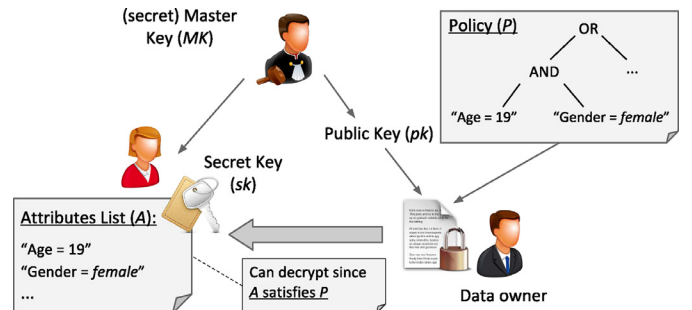 (secret) Master
Key (MK)
Policy (P)
OR
AND
...
"Age = 19"
"Gender = female"
Public Key (pk)
Secret Key
(sk)
Attributes List (A):
"Age = 19"
"Gender = female"
...
Can decrypt since
A satisfies P
Data owner